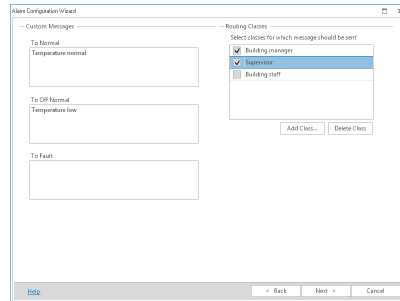 Alarm Configuration Wizard
Custom Messages
To Normal
Temperature normal
To Off Normal
Temperature low
To Fault
Routing Classes
Select classes for which message should be sent
Building manager
Supervisor
Building staff
Add Class...
Delete Class
Help
< Back
Next >
Cancel